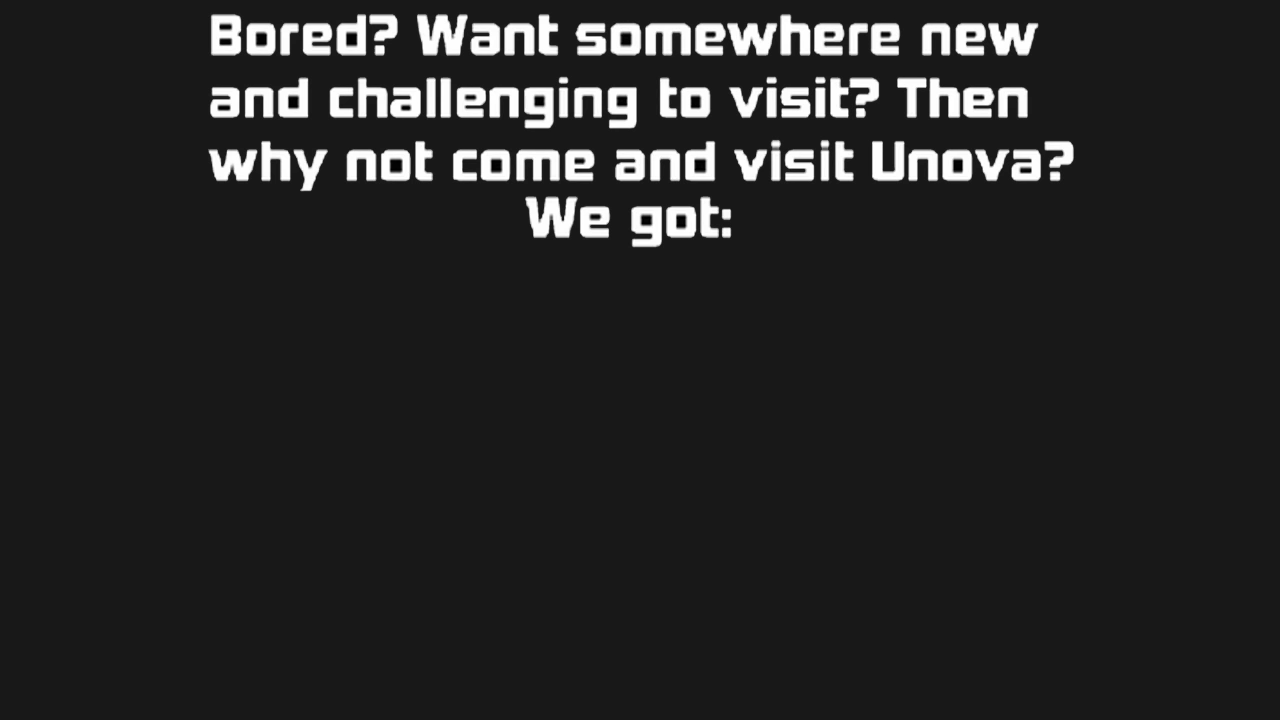 Bored? Want somewhere new
and challenging to visit? Then
why not come and visit Unova?
We got: